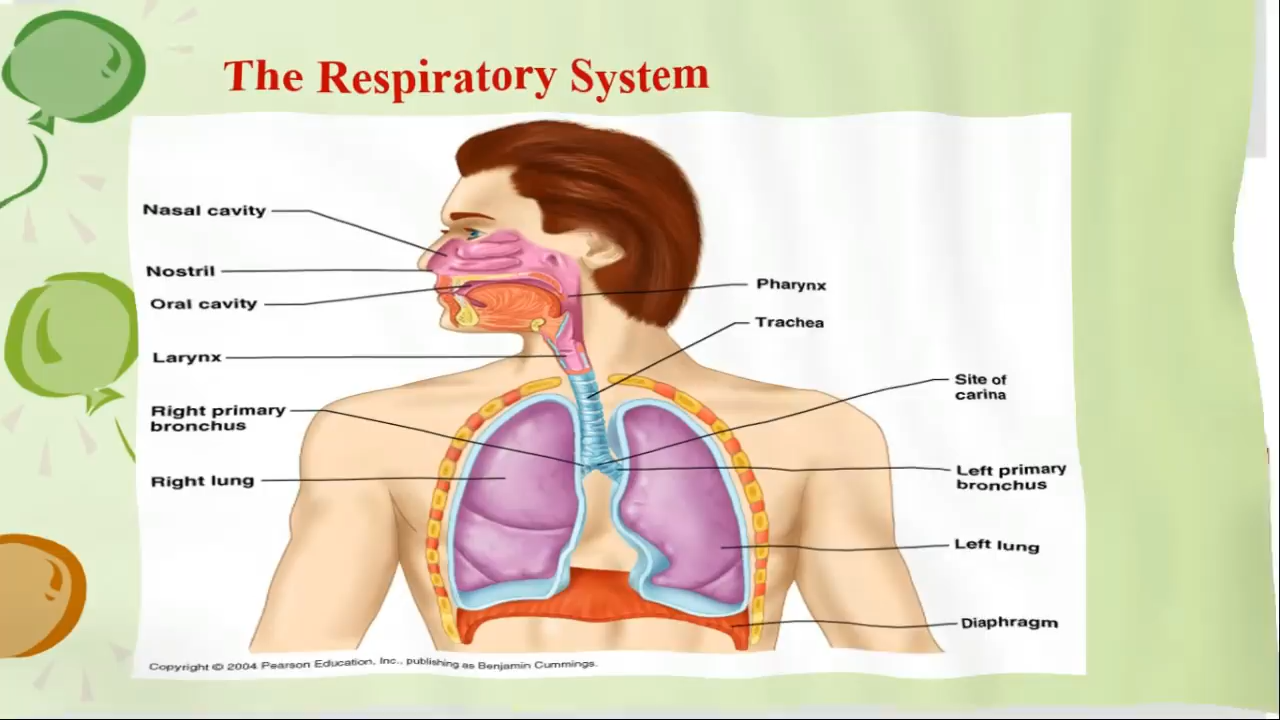 The Respiratory System
Nasal cavity
Nostril
Oral cavity
Larynx
Right primary
bronchus
Right lung
Pharynx
Trachea
Site of
carina
Left primary
bronchus
Left lung
Diaphragm
Copyright © 2004 Pearson Education, Inc., publishing as Benjamin Cummings.